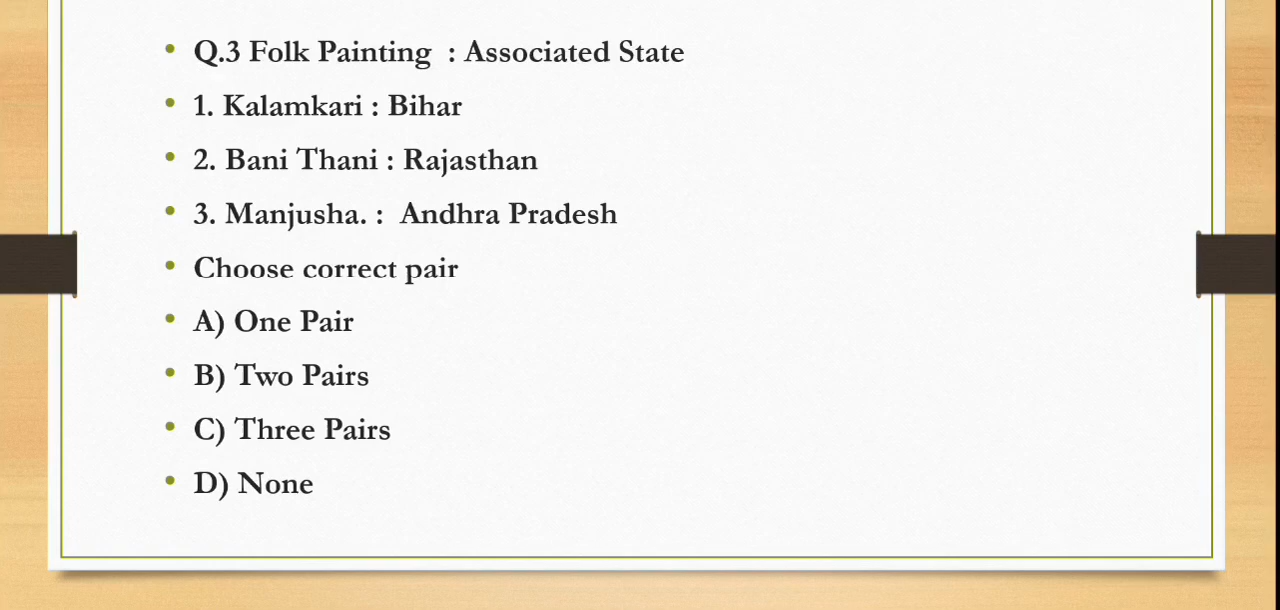 Q.3 Folk Painting : Associated State
1. Kalamkari : Bihar
2. Bani Thani : Rajasthan
3. Manjusha. : Andhra Pradesh
Choose correct pair
A) One Pair
B) Two Pairs
C) Three Pairs
D) None